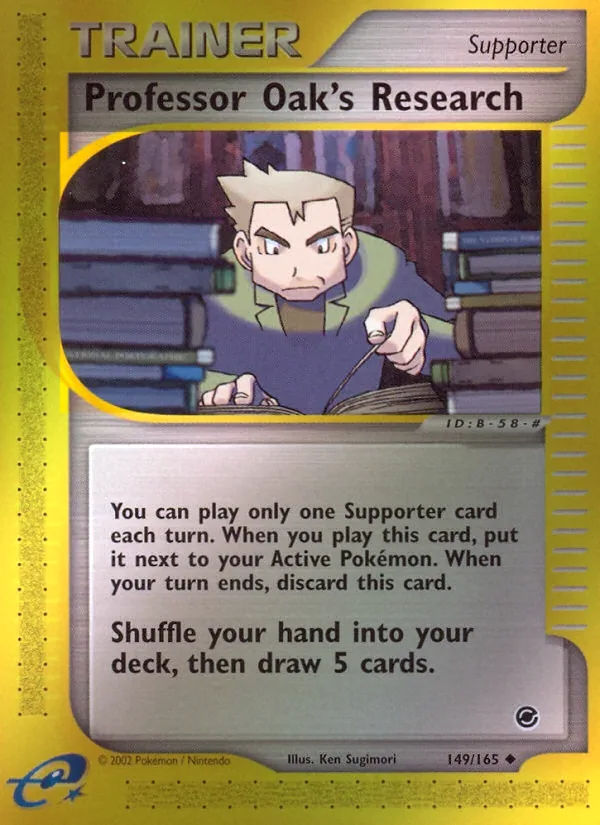 TRAINER
Supporter
Professor Oak's Research
ID:B-58-#
You can play only one Supporter card
each turn. When you play this card, put
it next to your Active Pokémon. When
your turn ends, discard this card.
Shuffle your hand into your
deck, then draw 5 cards.
© 2002 Pokémon / Nintendo
Illus. Ken Sugimori
149/165 ◆
e